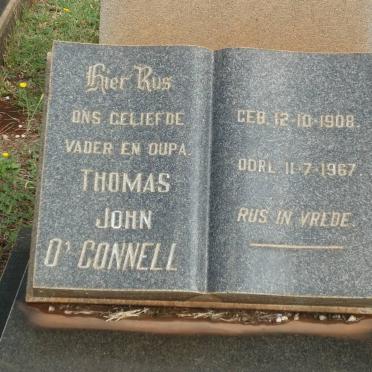 Hier Rus
ONS GELIEFDE
VADER EN OUPA.
THOMAS
JOHN
O'CONNELL
GEB. 12-10-1908.
OORL. 11-7-1967
RUS IN VREDE.